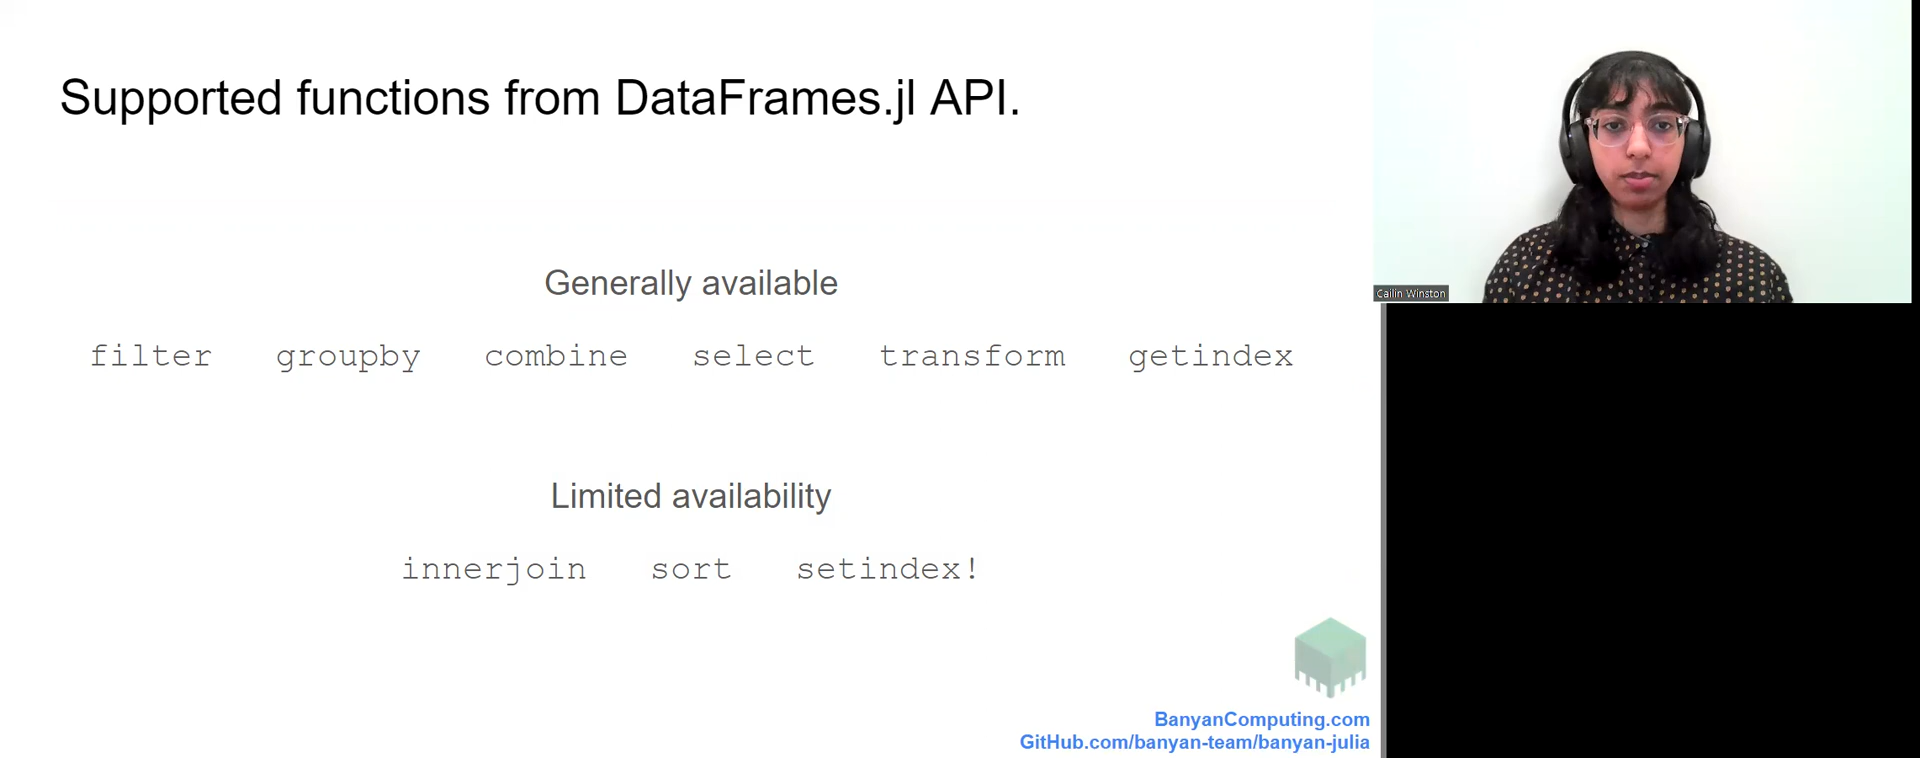 Supported functions from DataFrames.jl API.
Generally available
filter groupby combine select transform getindex
Limited availability
innerjoin sort setindex!
BanyanComputing.com
GitHub.com/banyan-team/banyan-julia
Cailin Winston